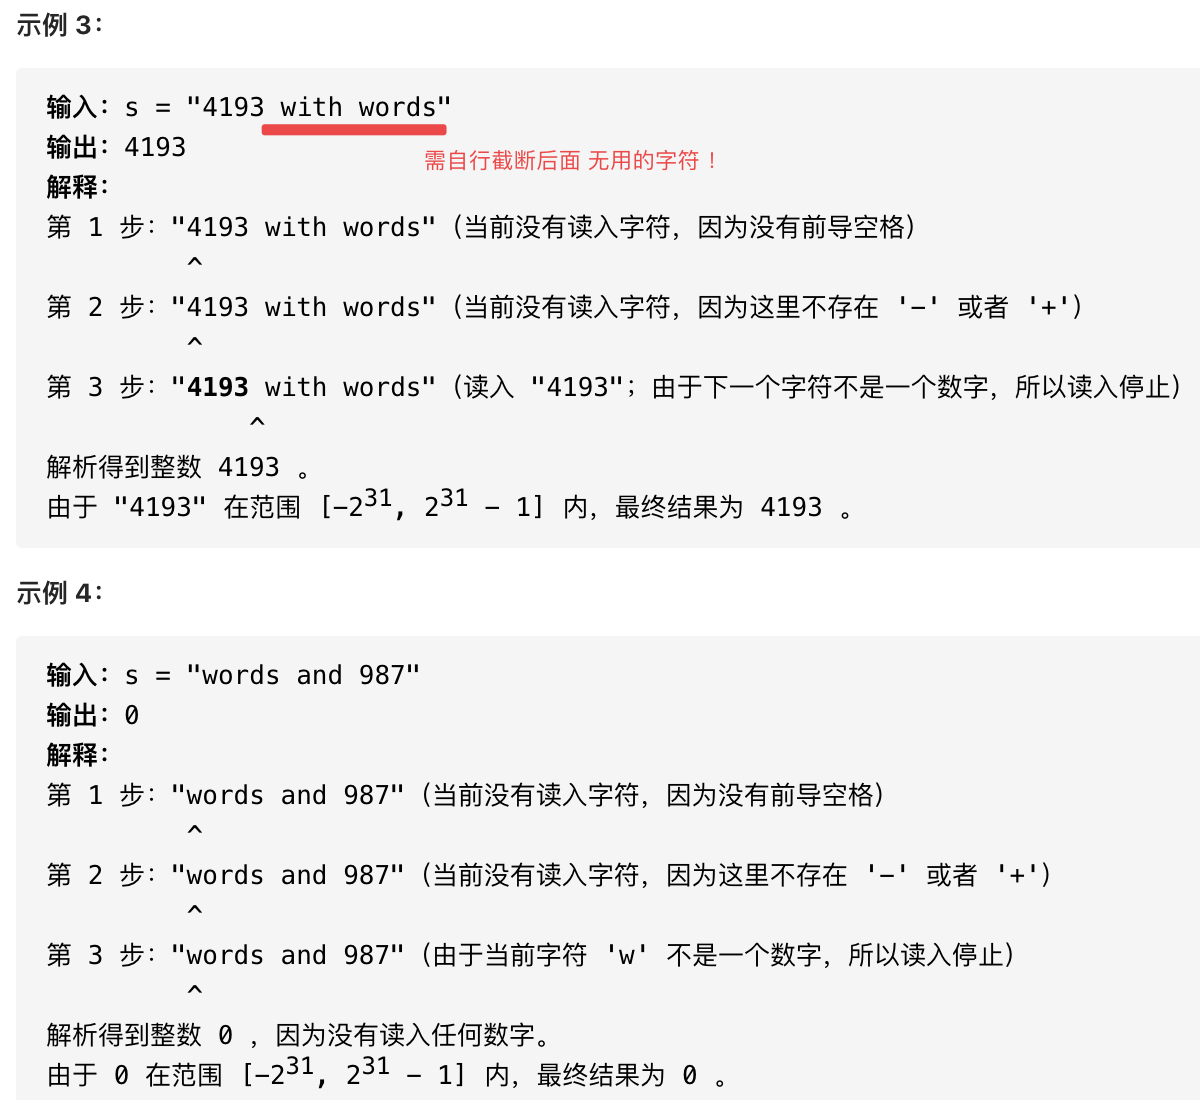 示例 3：
输入：s = "4193 with words"
输出：4193
需自行截断后面 无用的字符！
解释：
第 1 步："4193 with words"（当前没有读入字符，因为没有前导空格）
^
第 2 步："4193 with words"（当前没有读入字符，因为这里不存在 '-' 或者 '+'）
^
第 3 步："4193 with words"（读入 "4193"；由于下一个字符不是一个数字，所以读入停止）
^
解析得到整数 4193 。
由于 "4193" 在范围 [-2³¹, 2³¹ - 1] 内，最终结果为 4193 。
示例 4：
输入：s = "words and 987"
输出：0
解释：
第 1 步："words and 987"（当前没有读入字符，因为没有前导空格）
^
第 2 步："words and 987"（当前没有读入字符，因为这里不存在 '-' 或者 '+'）
^
第 3 步："words and 987"（由于当前字符 'w' 不是一个数字，所以读入停止）
^
解析得到整数 0 ，因为没有读入任何数字。
由于 0 在范围 [-2³¹, 2³¹ - 1] 内，最终结果为 0 。